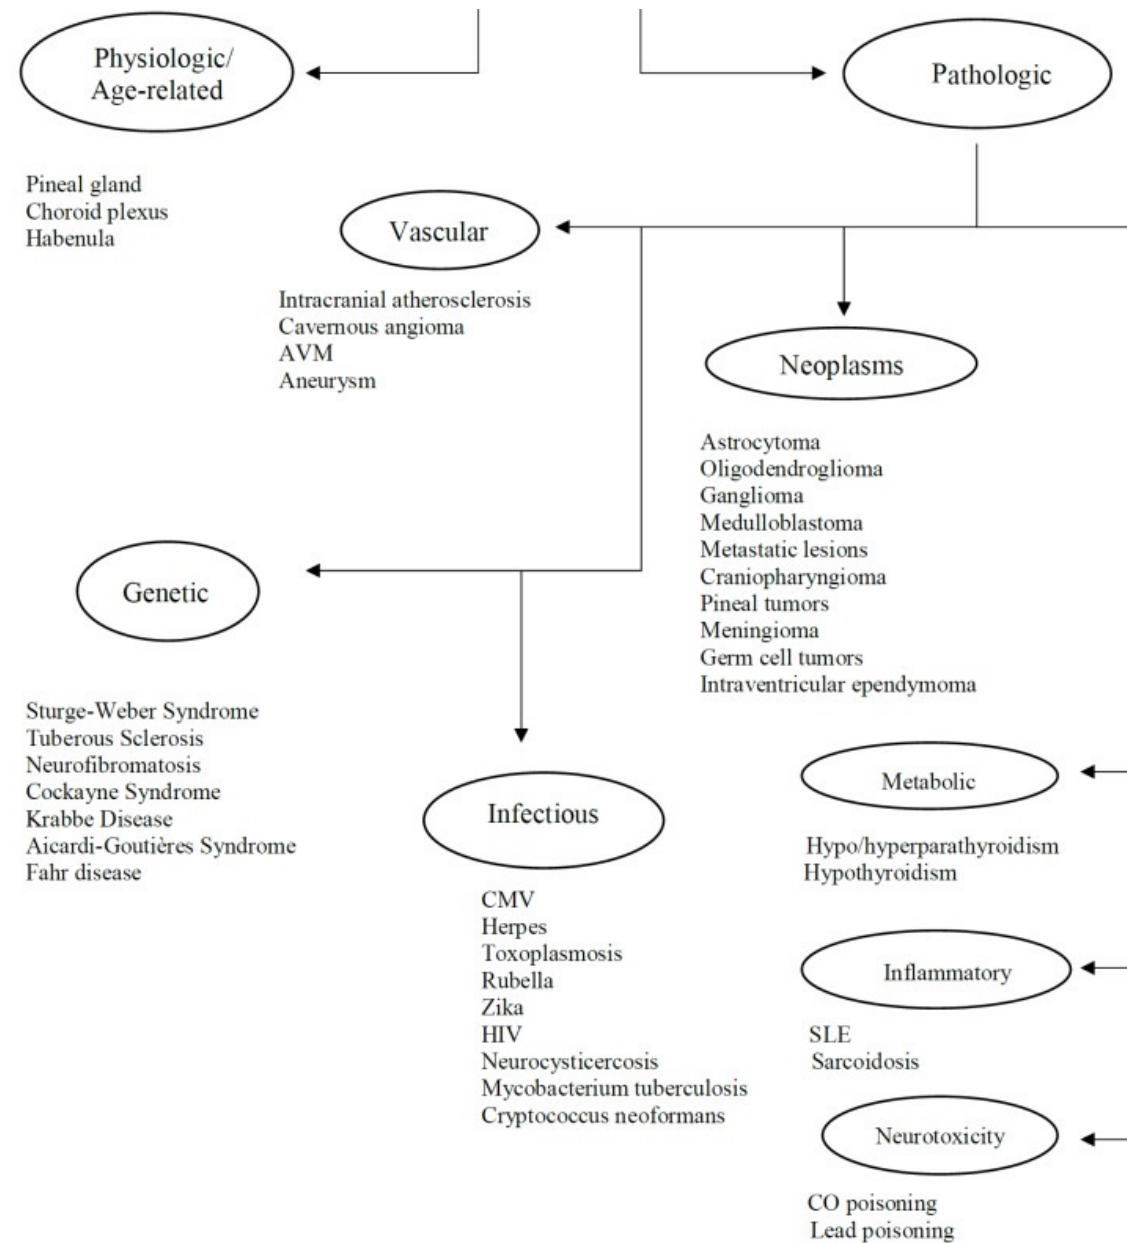 Physiologic/
Age-related
Pathologic
Pineal gland
Choroid plexus
Habenula
Vascular
Intracranial atherosclerosis
Cavernous angioma
AVM
Aneurysm
Neoplasms
Astrocytoma
Oligodendroglioma
Ganglioma
Medulloblastoma
Metastatic lesions
Craniopharyngioma
Pineal tumors
Meningioma
Germ cell tumors
Intraventricular ependymoma
Genetic
Sturge-Weber Syndrome
Tuberous Sclerosis
Neurofibromatosis
Cockayne Syndrome
Krabbe Disease
Aicardi-Goutières Syndrome
Fahr disease
Infectious
CMV
Herpes
Toxoplasmosis
Rubella
Zika
HIV
Neurocysticercosis
Mycobacterium tuberculosis
Cryptococcus neoformans
Metabolic
Hypo/hyperparathyroidism
Hypothyroidism
Inflammatory
SLE
Sarcoidosis
Neurotoxicity
CO poisoning
Lead poisoning